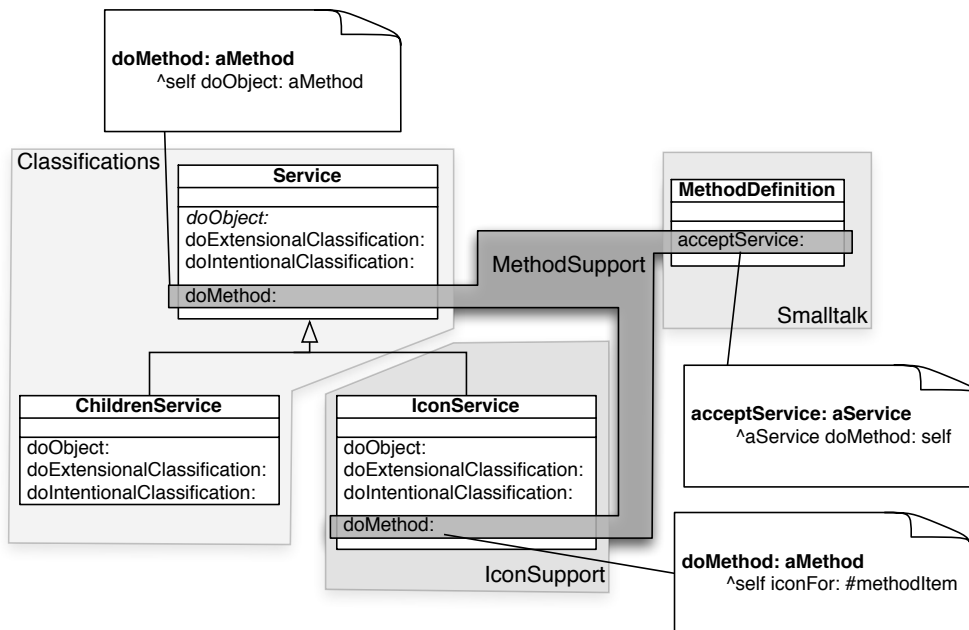 doMethod: aMethod
^self doObject: aMethod
Classifications
Service
doObject:
doExtensionalClassification:
doIntentionalClassification:
doMethod:
MethodSupport
MethodDefinition
acceptService:
Smalltalk
ChildrenService
doObject:
doExtensionalClassification:
doIntentionalClassification:
IconService
doObject:
doExtensionalClassification:
doIntentionalClassification:
doMethod:
IconSupport
acceptService: aService
^aService doMethod: self
doMethod: aMethod
^self iconFor: #methodItem